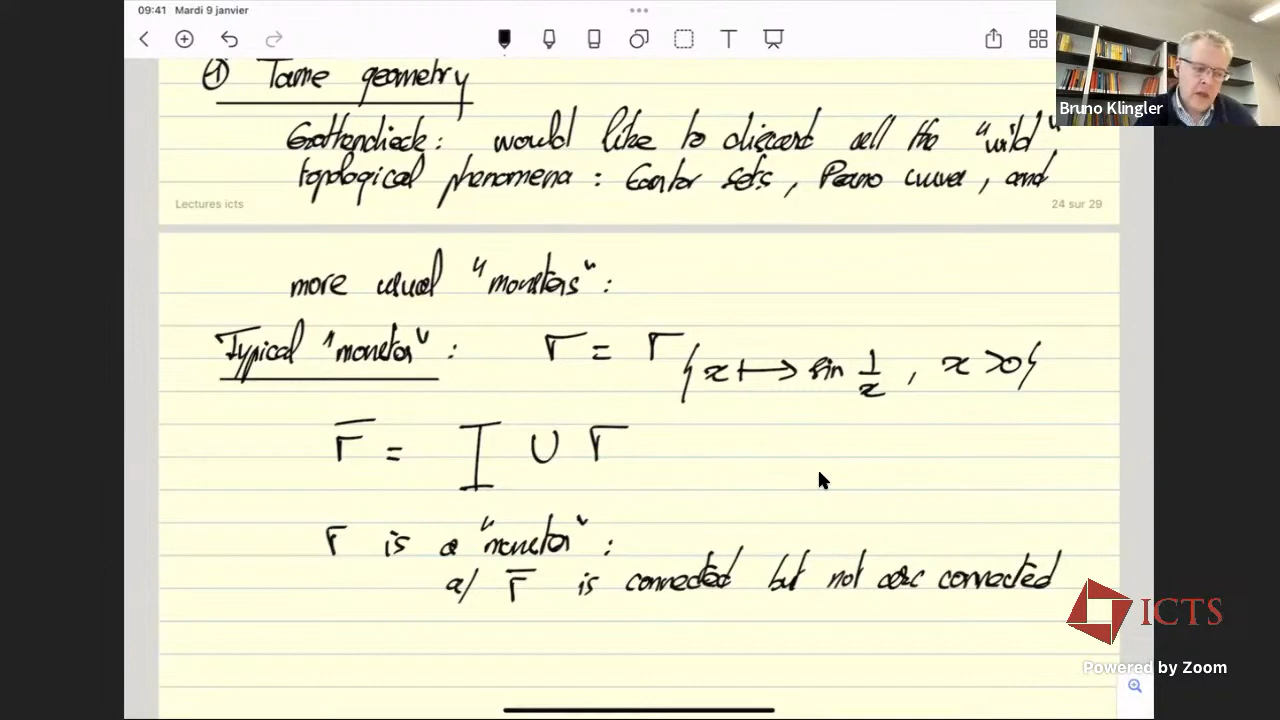 09:41 Mardi 9 janvier
Bruno Klingler
① Tame geometry
Grothendieck : would like to discard all the "wild"
topological phenomena : Cantor sets, Peano curves, and
Lectures icts
24 sur 29
more usual "monsters" :
Typical "monster" : Γ = Γ{x ↦ sin 1/x, x > 0}
Γ̅ = I ∪ Γ
Γ is a "monster" :
a/ Γ̅ is connected but not arc connected
ICTS
Powered by Zoom